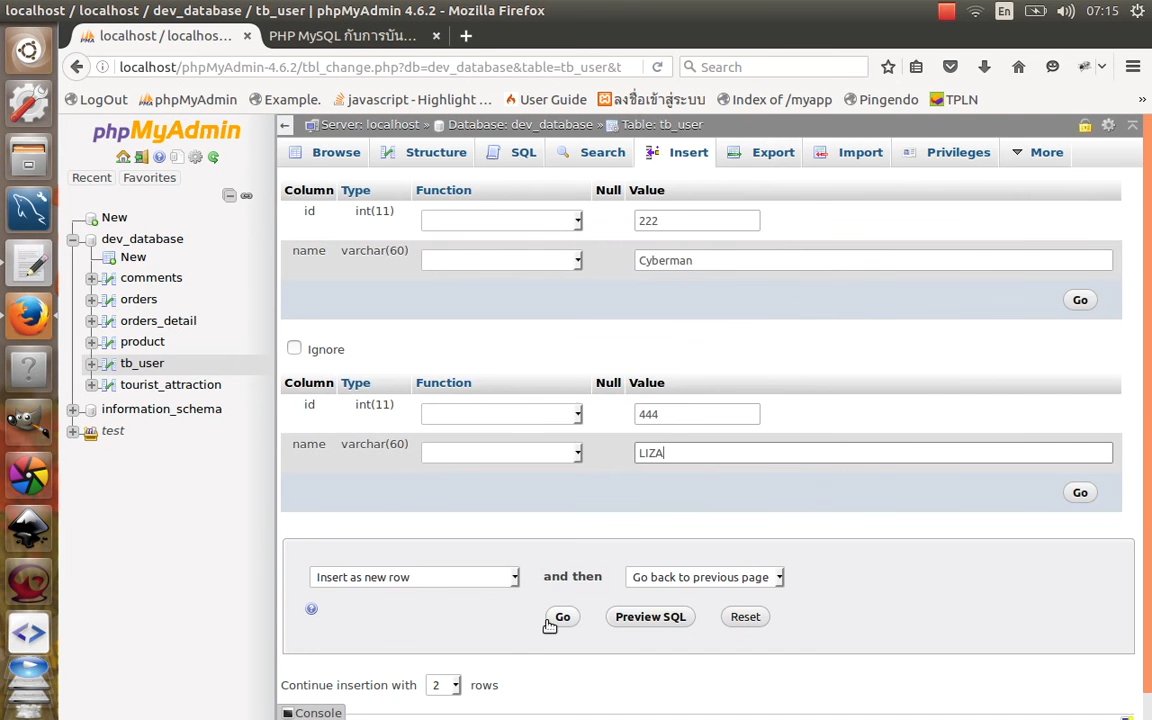 localhost / localhost / dev_database / tb_user | phpMyAdmin 4.6.2 - Mozilla Firefox En 07:15
localhost / localhos... × PHP MySQL กับการบัน... × +
localhost/phpMyAdmin-4.6.2/tbl_change.php?db=dev_database&table=tb_user&t Search
LogOut phpMyAdmin Example. javascript - Highlight ... User Guide ลงชื่อเข้าสู่ระบบ Index of /myapp Pingendo TPLN »
phpMyAdmin
Recent Favorites
New
dev_database
New
comments
orders
orders_detail
product
tb_user
tourist_attraction
information_schema
test
Server: localhost » Database: dev_database » Table: tb_user
Browse Structure SQL Search Insert Export Import Privileges More
Column Type Function Null Value
id int(11) 222
name varchar(60) Cyberman
Go
Ignore
Column Type Function Null Value
id int(11) 444
name varchar(60) LIZA
Go
Insert as new row and then Go back to previous page
Go Preview SQL Reset
Continue insertion with 2 rows
Console